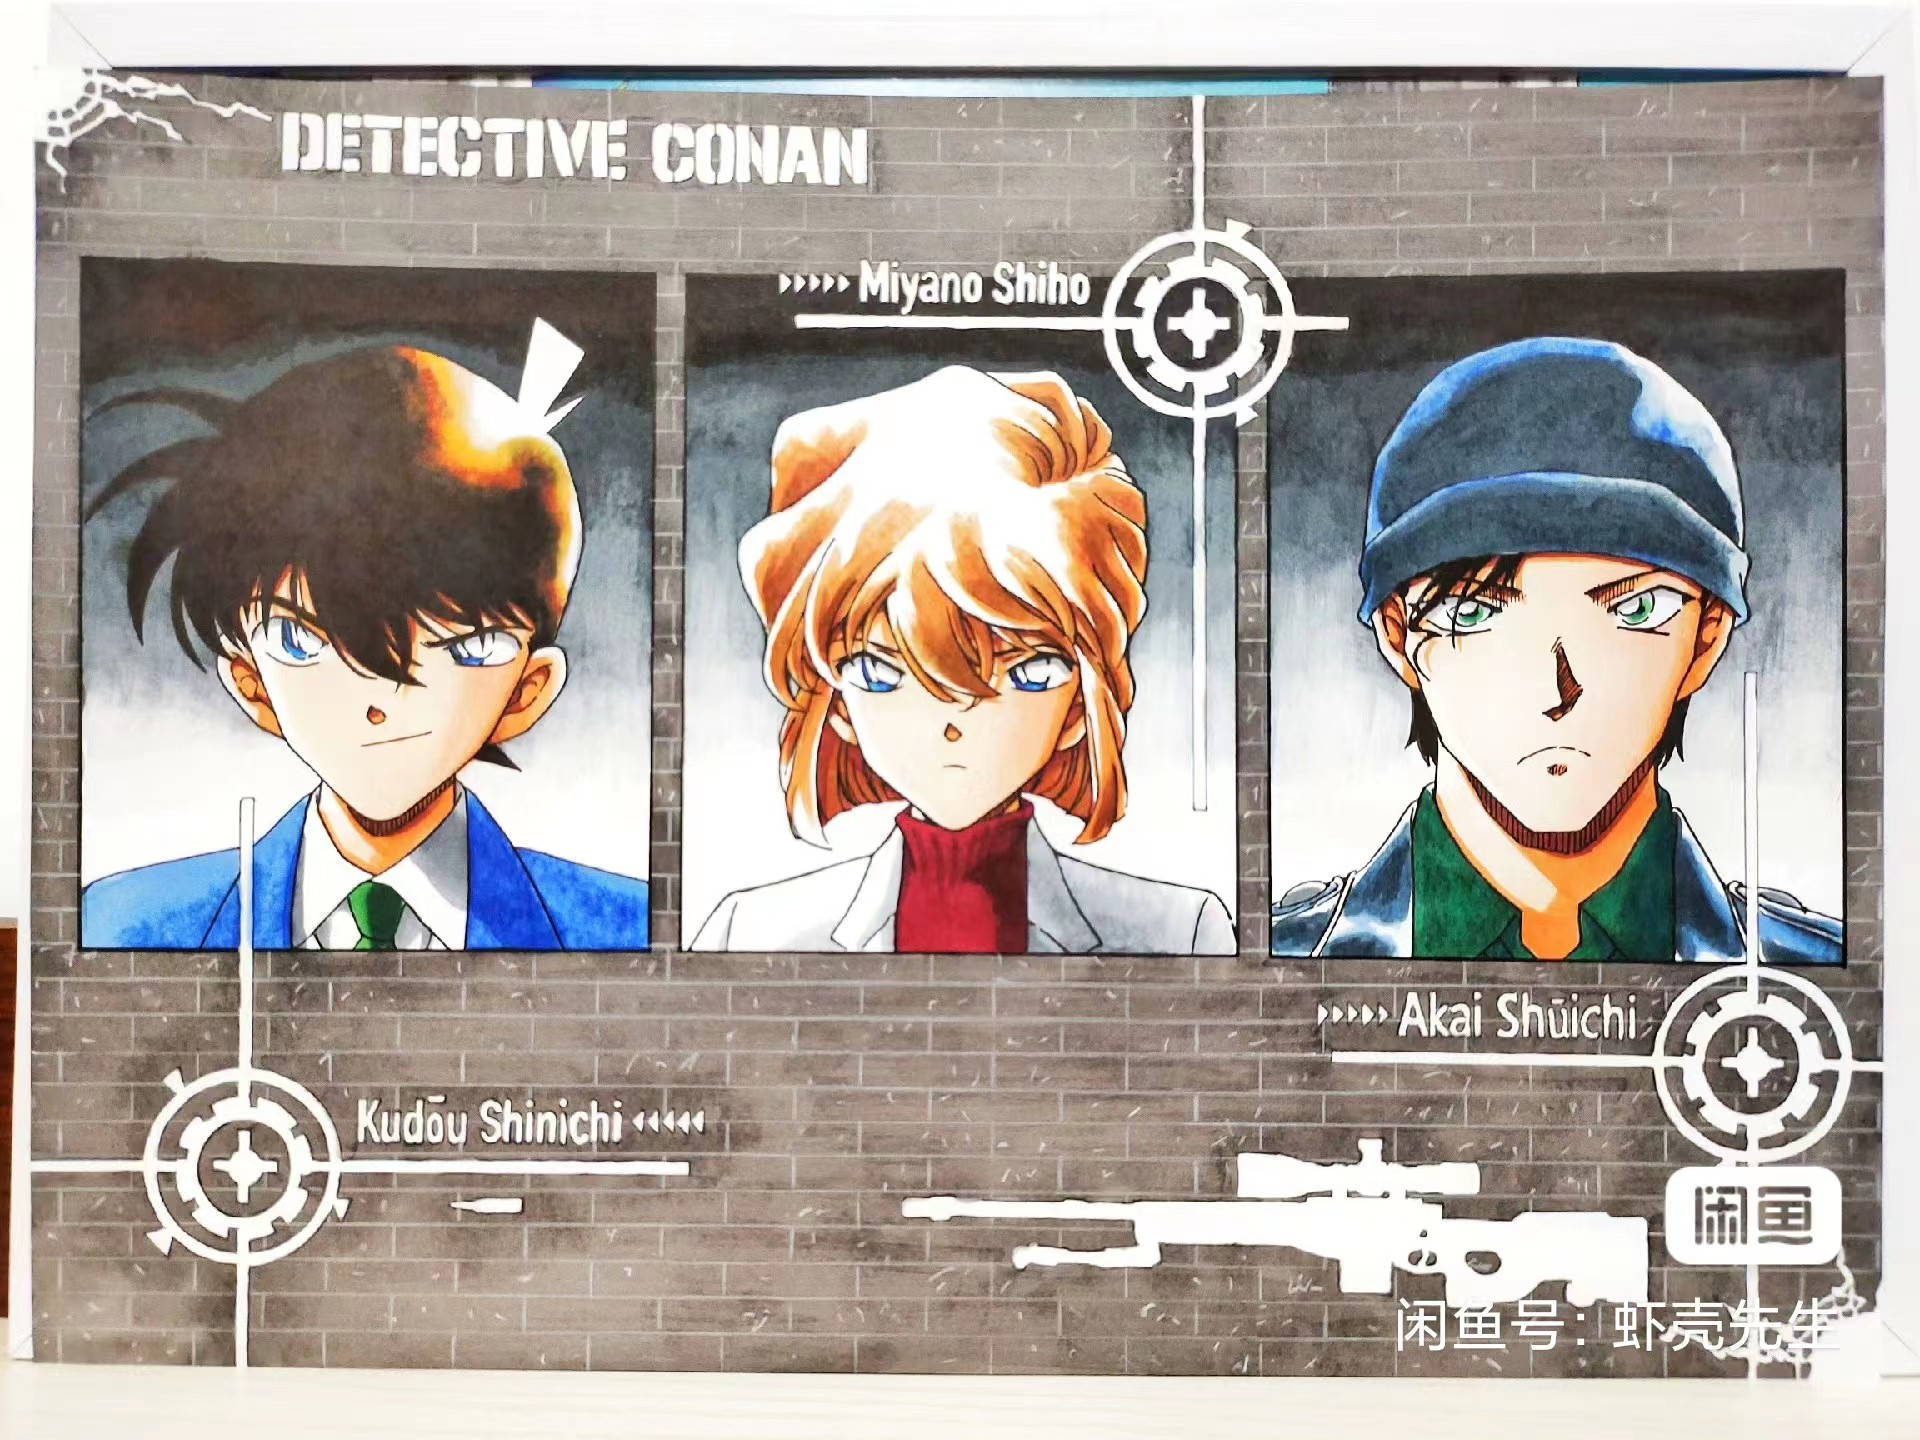 DETECTIVE CONAN
Miyano Shiho
Akai Shūichi
Kudōu Shinichi
闲鱼
闲鱼号：虾壳先生